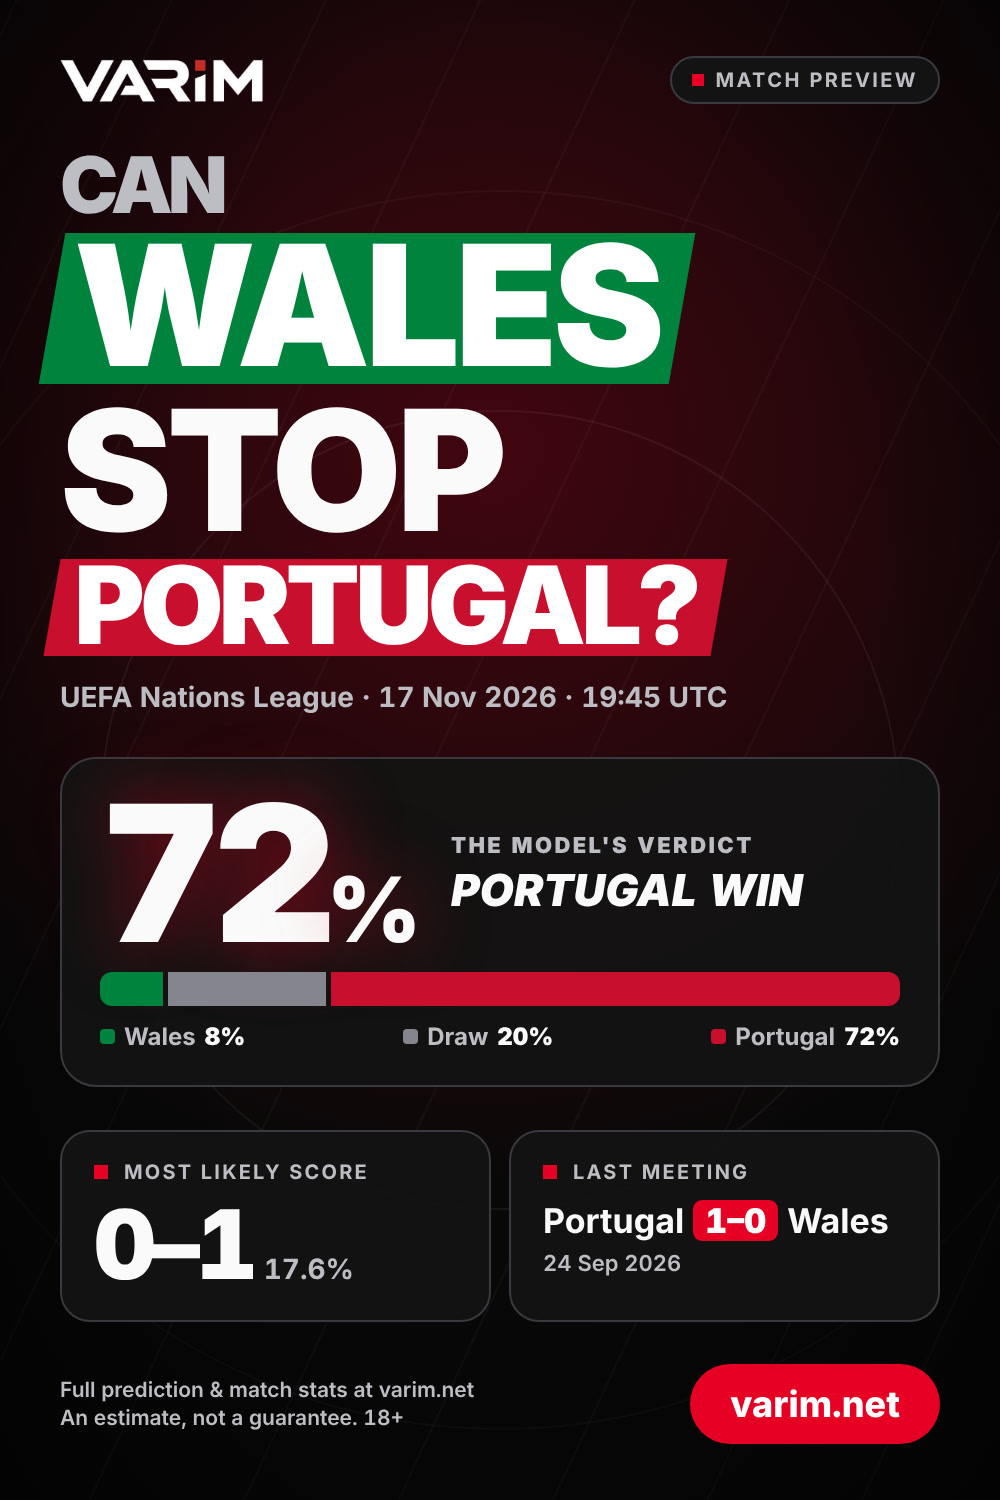 VARiM
MATCH PREVIEW
CAN
WALES
STOP
PORTUGAL?
UEFA Nations League · 17 Nov 2026 · 19:45 UTC
72%
THE MODEL'S VERDICT
PORTUGAL WIN
Wales 8%
Draw 20%
Portugal 72%
MOST LIKELY SCORE
0–1 17.6%
LAST MEETING
Portugal 1–0 Wales
24 Sep 2026
Full prediction & match stats at varim.net
An estimate, not a guarantee. 18+
varim.net